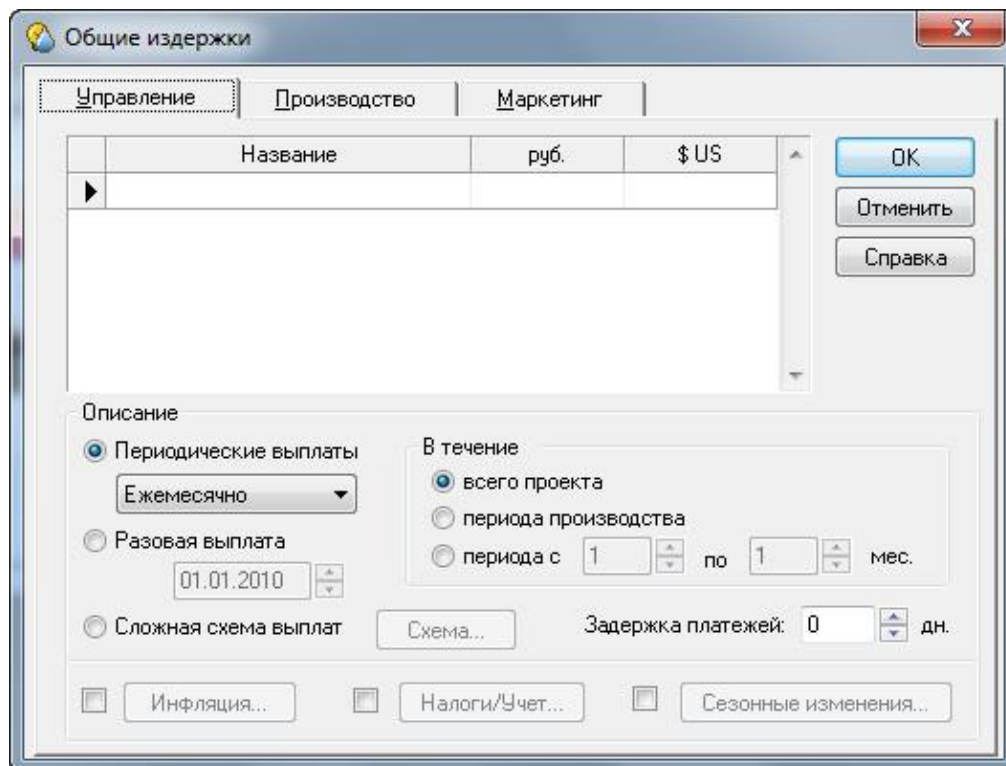 Общие издержки
Управление Производство Маркетинг
Название руб. $ US
OK
Отменить
Справка
Описание
Периодические выплаты
Ежемесячно
Разовая выплата
01.01.2010
Сложная схема выплат Схема...
В течение
всего проекта
периода производства
периода с 1 по 1 мес.
Задержка платежей: 0 дн.
Инфляция... Налоги/Учет... Сезонные изменения...